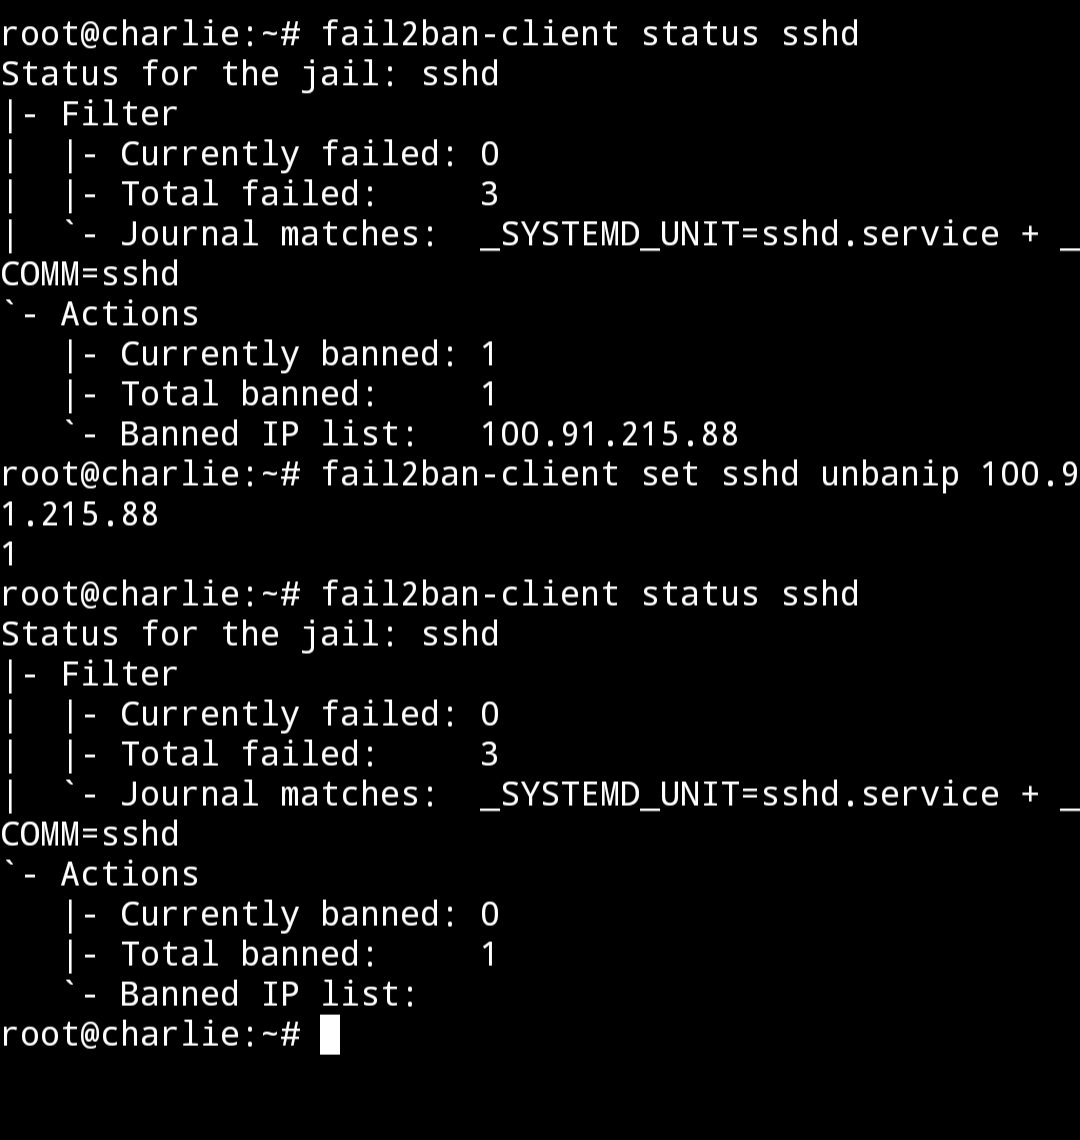 root@charlie:~# fail2ban-client status sshd
Status for the jail: sshd
|- Filter
|  |- Currently failed: 0
|  |- Total failed:     3
|  `- Journal matches:  _SYSTEMD_UNIT=sshd.service + _
COMM=sshd
`- Actions
   |- Currently banned: 1
   |- Total banned:     1
   `- Banned IP list:   100.91.215.88
root@charlie:~# fail2ban-client set sshd unbanip 100.9
1.215.88
1
root@charlie:~# fail2ban-client status sshd
Status for the jail: sshd
|- Filter
|  |- Currently failed: 0
|  |- Total failed:     3
|  `- Journal matches:  _SYSTEMD_UNIT=sshd.service + _
COMM=sshd
`- Actions
   |- Currently banned: 0
   |- Total banned:     1
   `- Banned IP list:
root@charlie:~#